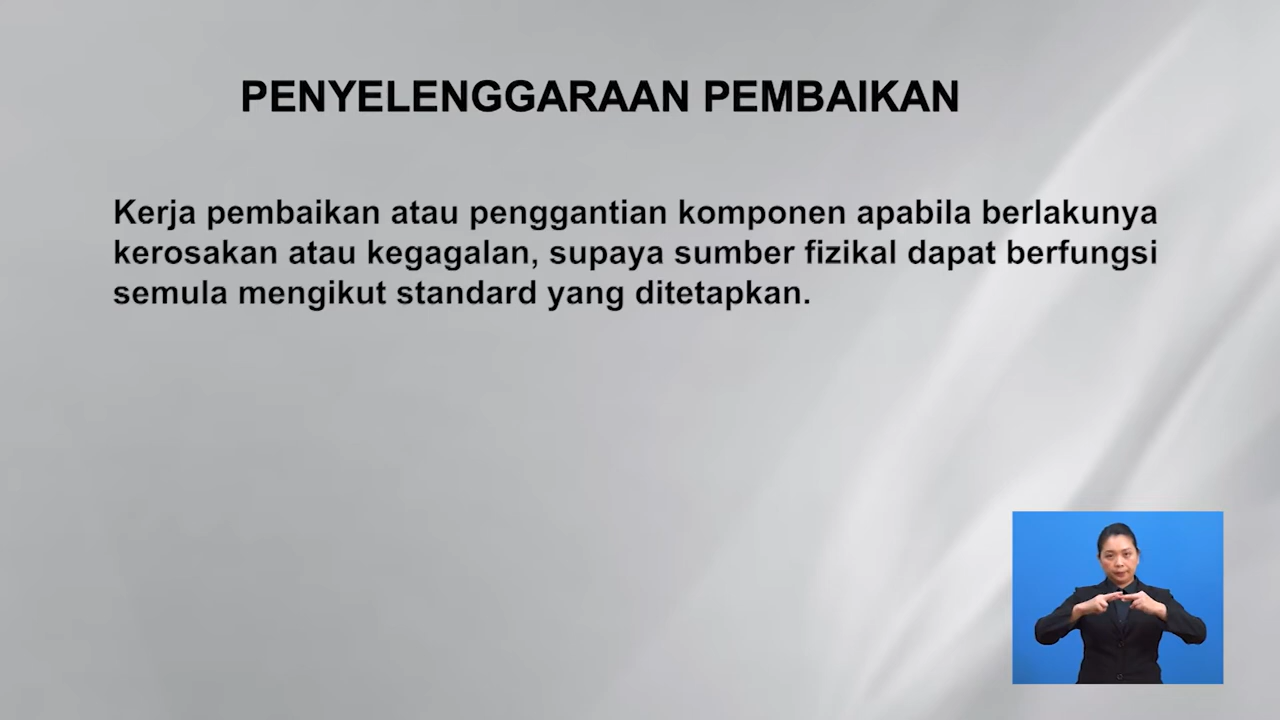 PENYELENGGARAAN PEMBAIKAN
Kerja pembaikan atau penggantian komponen apabila berlakunya
kerosakan atau kegagalan, supaya sumber fizikal dapat berfungsi
semula mengikut standard yang ditetapkan.